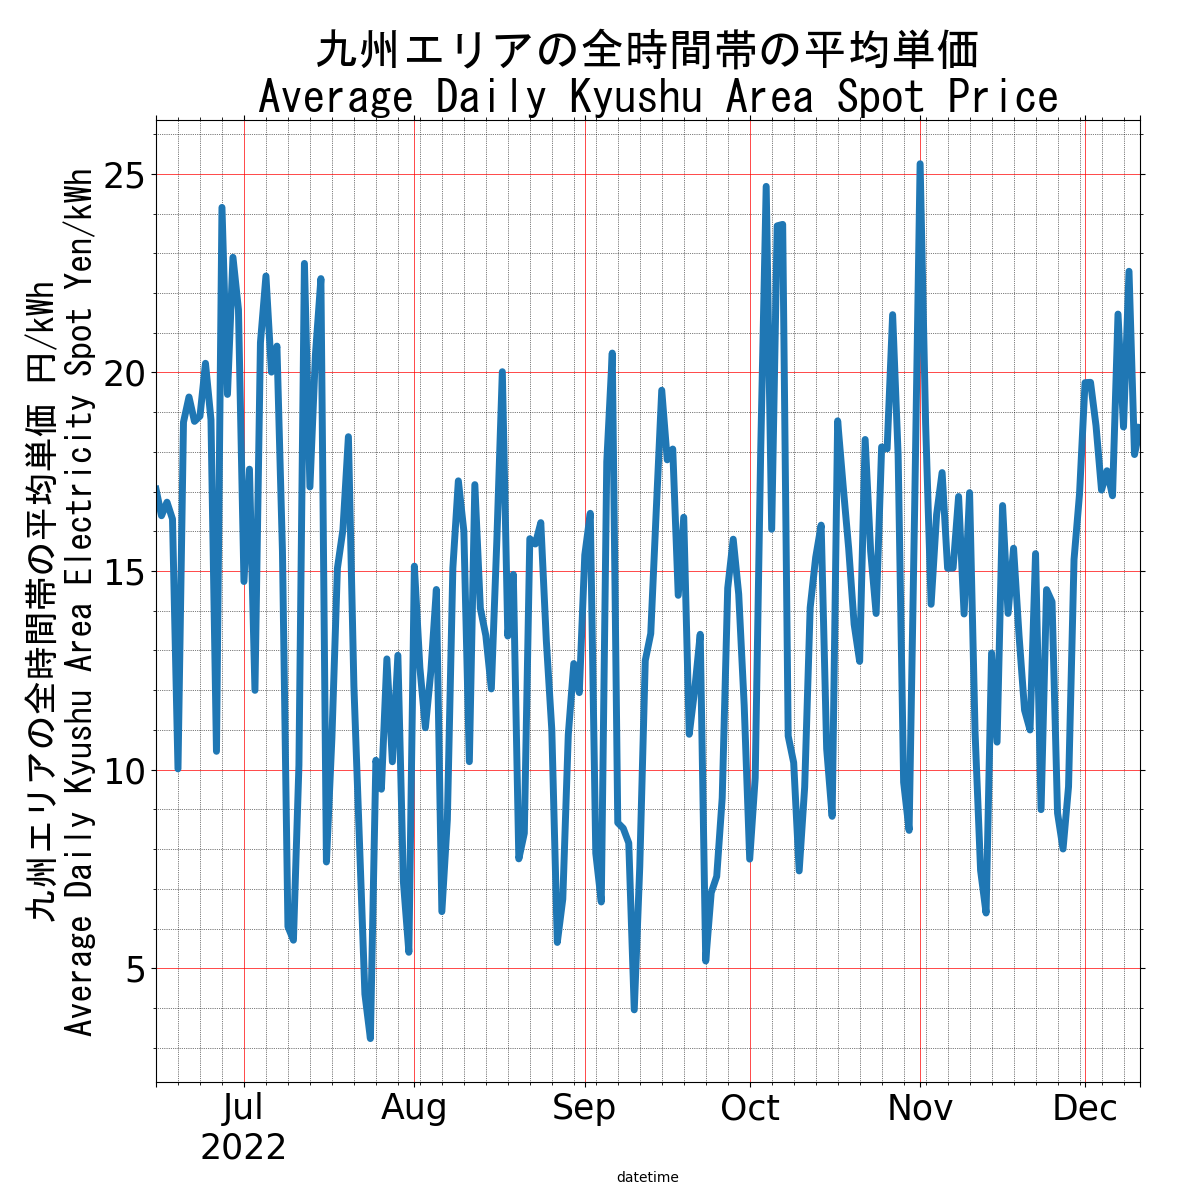 九州エリアの全時間帯の平均単価
Average Daily Kyushu Area Spot Price
九州エリアの全時間帯の平均単価 円/kWh
Average Daily Kyushu Area Electricity Spot Yen/kWh
25
20
15
10
5
Jul Aug Sep Oct Nov Dec
2022
datetime